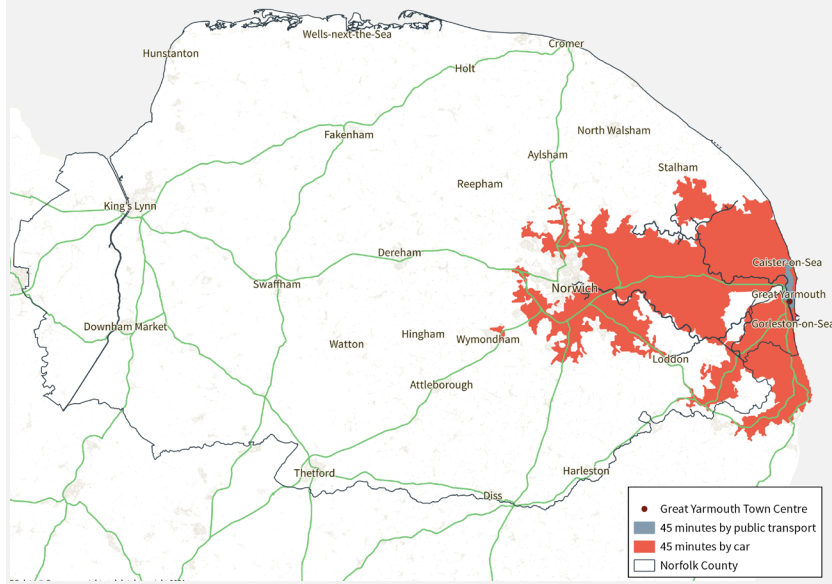 Wells-next-the-Sea
Cromer
Hunstanton
Holt
Fakenham
North Walsham
Aylsham
Stalham
Reepham
King's Lynn
Dereham
Caister-on-Sea
Swaffham
Norwich
Great Yarmouth
Downham Market
Gorleston-on-Sea
Hingham
Wymondham
Watton
Loddon
Attleborough
Thetford
Harleston
Diss
Great Yarmouth Town Centre
45 minutes by public transport
45 minutes by car
Norfolk County